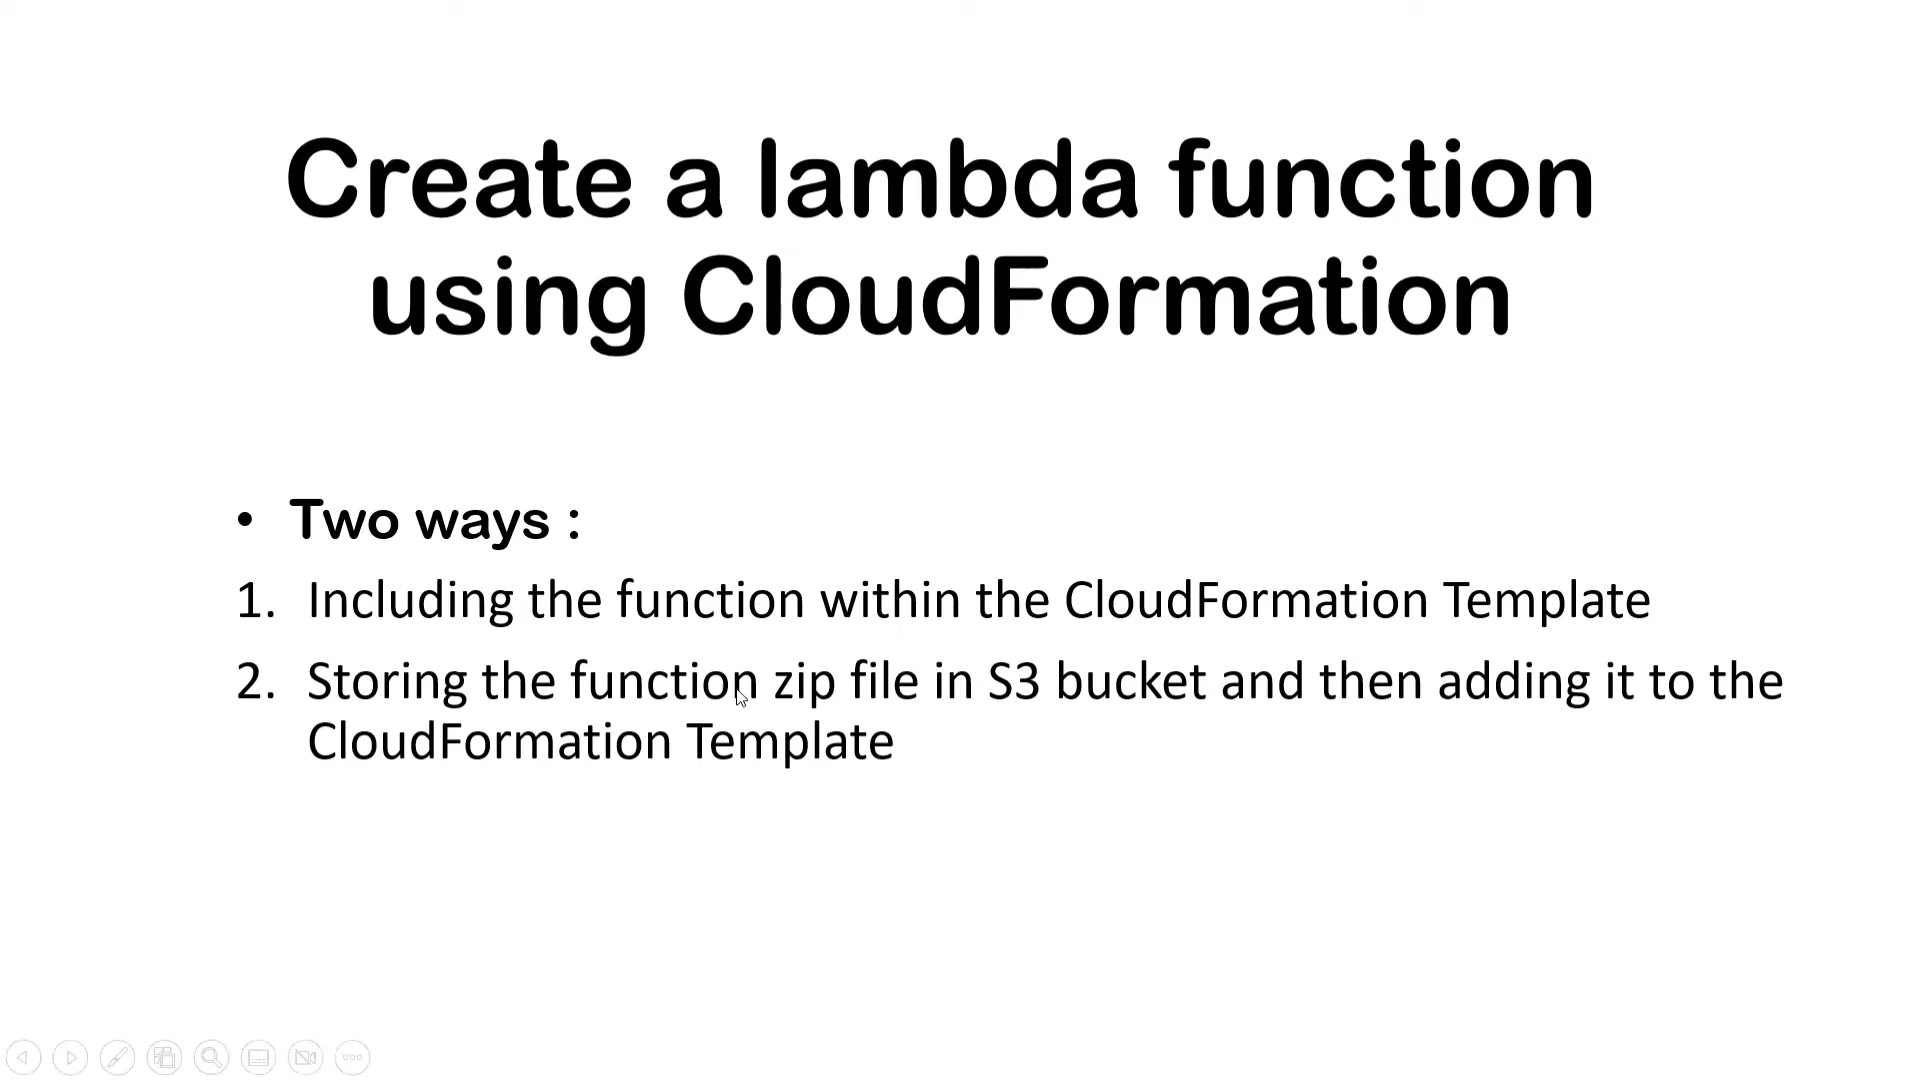 Create a lambda function
using CloudFormation
• Two ways :
1. Including the function within the CloudFormation Template
2. Storing the function zip file in S3 bucket and then adding it to the
CloudFormation Template